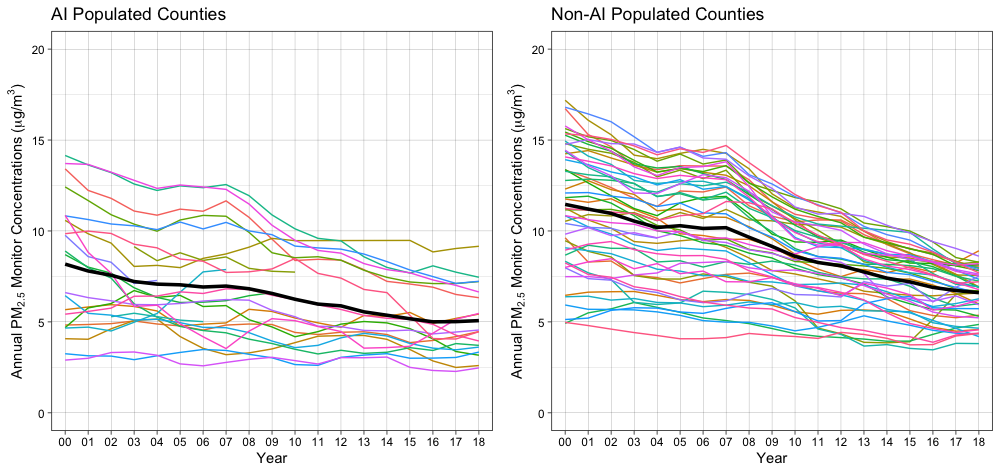 AI Populated Counties
Annual PM2.5 Monitor Concentrations (μg/m3)
20
15
10
5
0
00 01 02 03 04 05 06 07 08 09 10 11 12 13 14 15 16 17 18
Year
Non-AI Populated Counties
Annual PM2.5 Monitor Concentrations (μg/m3)
20
15
10
5
0
00 01 02 03 04 05 06 07 08 09 10 11 12 13 14 15 16 17 18
Year